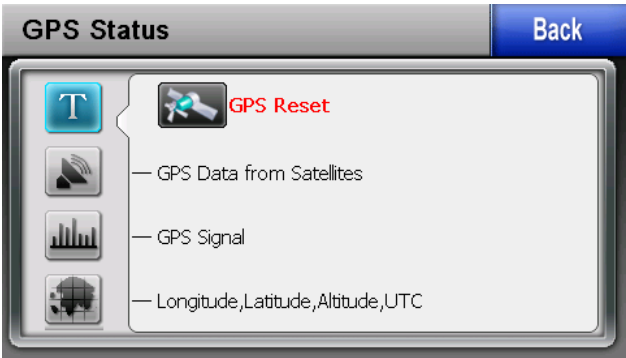 GPS Status
Back
T
GPS Reset
GPS Data from Satellites
GPS Signal
Longitude,Latitude,Altitude,UTC